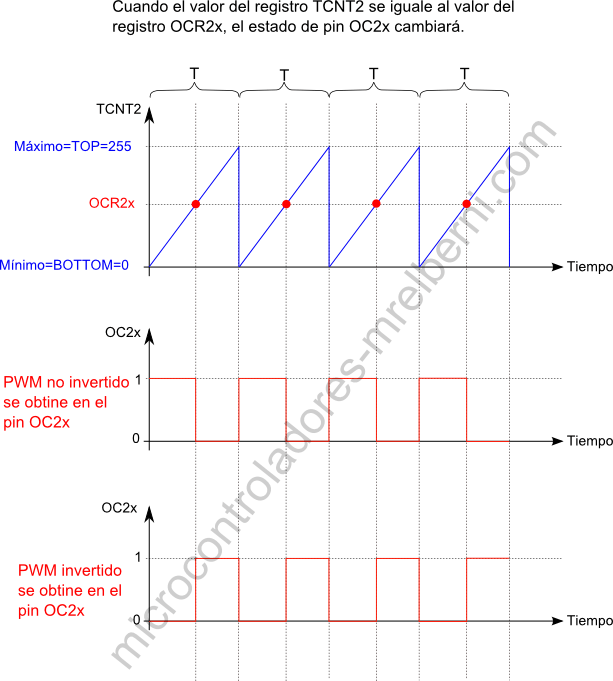 Cuando el valor del registro TCNT2 se iguale al valor del
registro OCR2x, el estado de pin OC2x cambiará.
T T T T
TCNT2
Máximo=TOP=255
OCR2x
Mínimo=BOTTOM=0
Tiempo
OC2x
1
PWM no invertido
se obtine en el
pin OC2x
0
Tiempo
OC2x
1
PWM invertido
se obtine en el
pin OC2x
0
Tiempo
microcontroladores-mrelberni.com